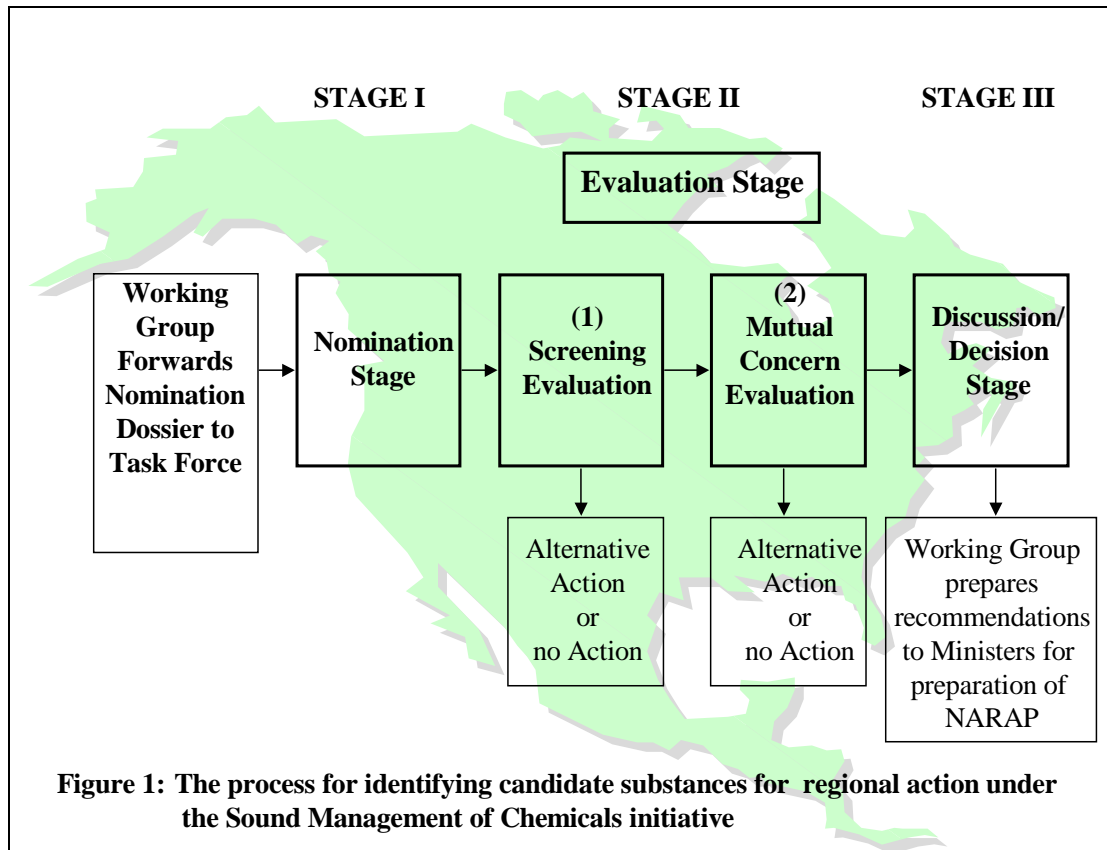 STAGE I
STAGE II
STAGE III
Evaluation Stage
Working
Group
Forwards
Nomination
Dossier to
Task Force
Nomination
Stage
(1)
Screening
Evaluation
(2)
Mutual
Concern
Evaluation
Discussion/
Decision
Stage
Alternative
Action
or
no Action
Alternative
Action
or
no Action
Working Group
prepares
recommendations
to Ministers for
preparation of
NARAP
Figure 1: The process for identifying candidate substances for regional action under
the Sound Management of Chemicals initiative